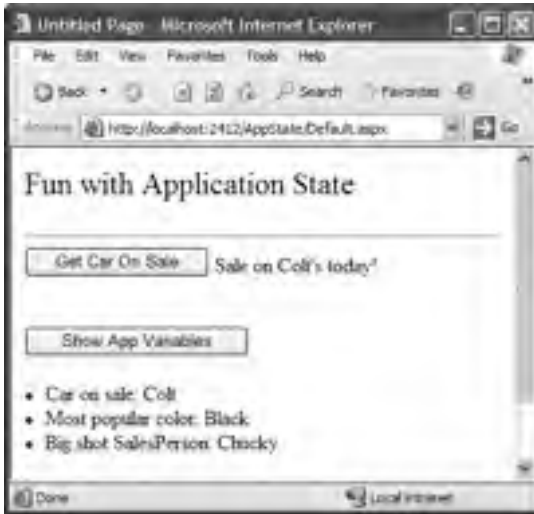 Untitled Page - Microsoft Internet Explorer
File Edit View Favorites Tools Help
Back Search Favorites
Address http://localhost:2412/AppState/Default.aspx Go
Fun with Application State
Get Car On Sale Sale on Colt's today!
Show App Variables
• Car on sale: Colt
• Most popular color: Black
• Big shot SalesPerson: Chucky
Done Local intranet